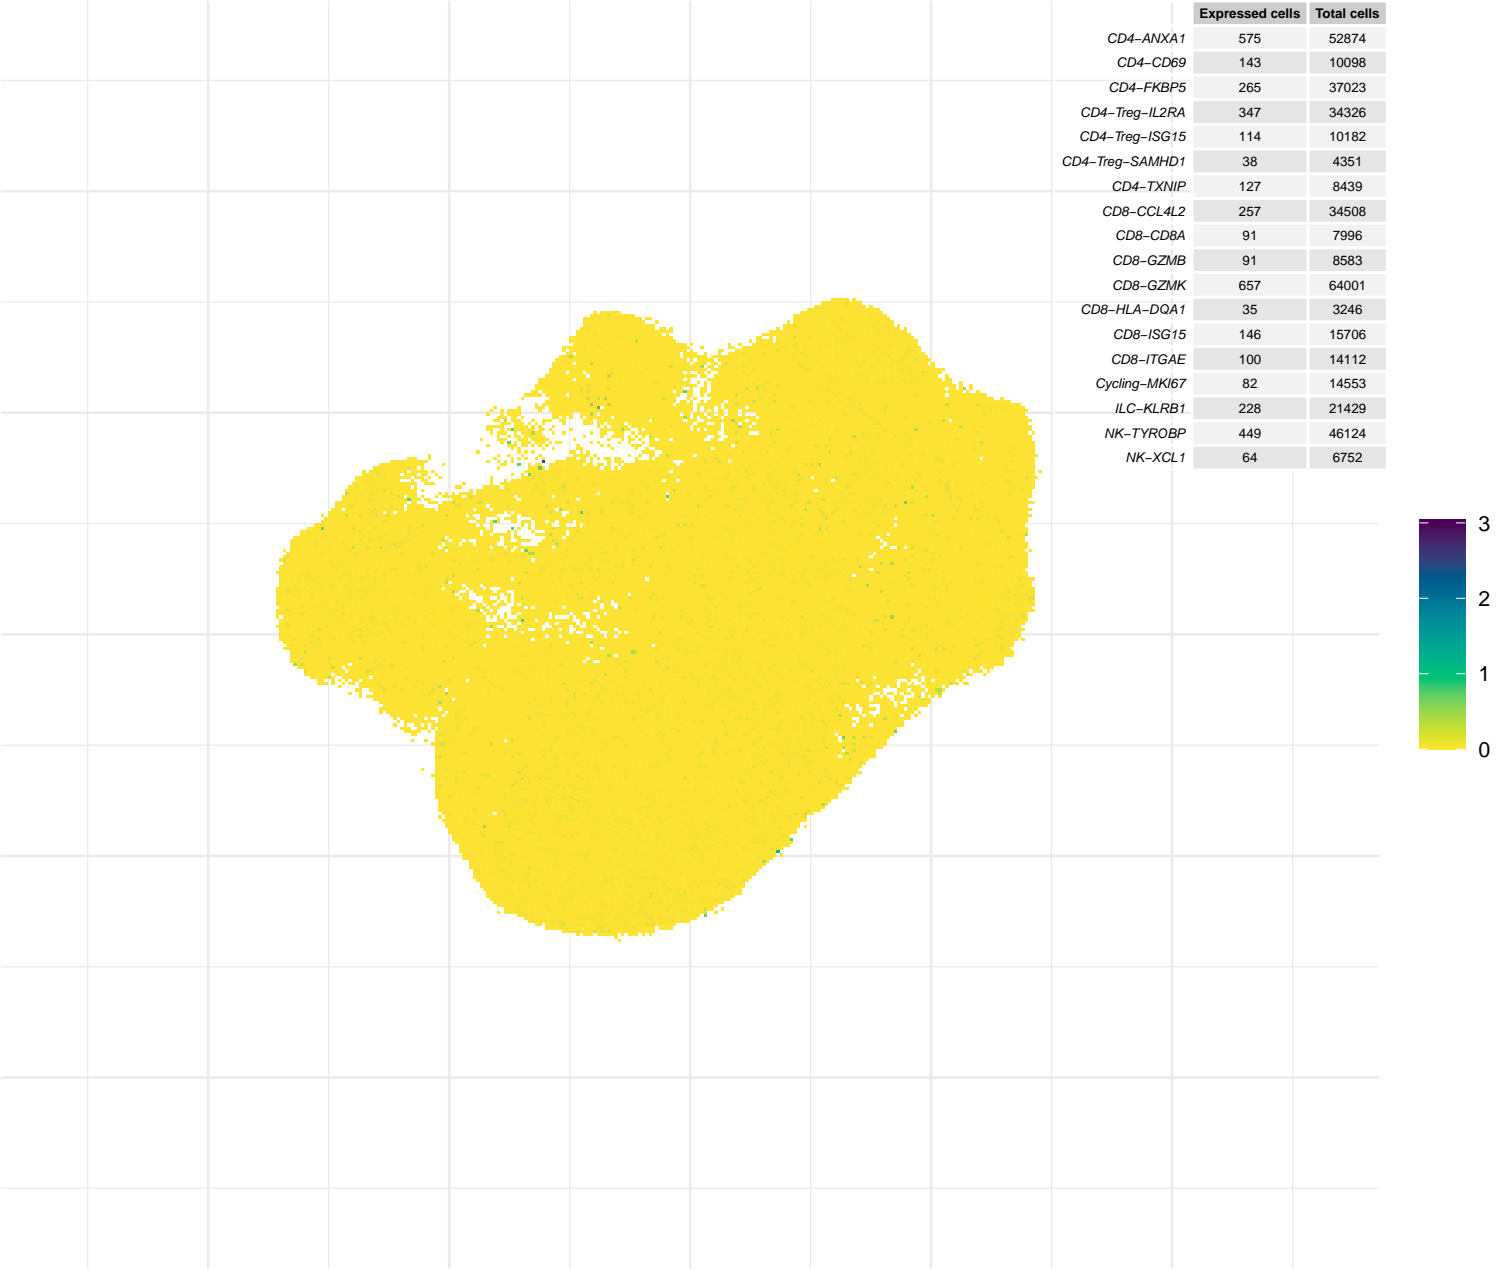 Expressed cells Total cells
CD4−ANXA1 575 52874
CD4−CD69 143 10098
CD4−FKBP5 265 37023
CD4−Treg−IL2RA 347 34326
CD4−Treg−ISG15 114 10182
CD4−Treg−SAMHD1 38 4351
CD4−TXNIP 127 8439
CD8−CCL4L2 257 34508
CD8−CD8A 91 7996
CD8−GZMB 91 8583
CD8−GZMK 657 64001
CD8−HLA−DQA1 35 3246
CD8−ISG15 146 15706
CD8−ITGAE 100 14112
Cycling−MKI67 82 14553
ILC−KLRB1 228 21429
NK−TYROBP 449 46124
NK−XCL1 64 6752
3
2
1
0